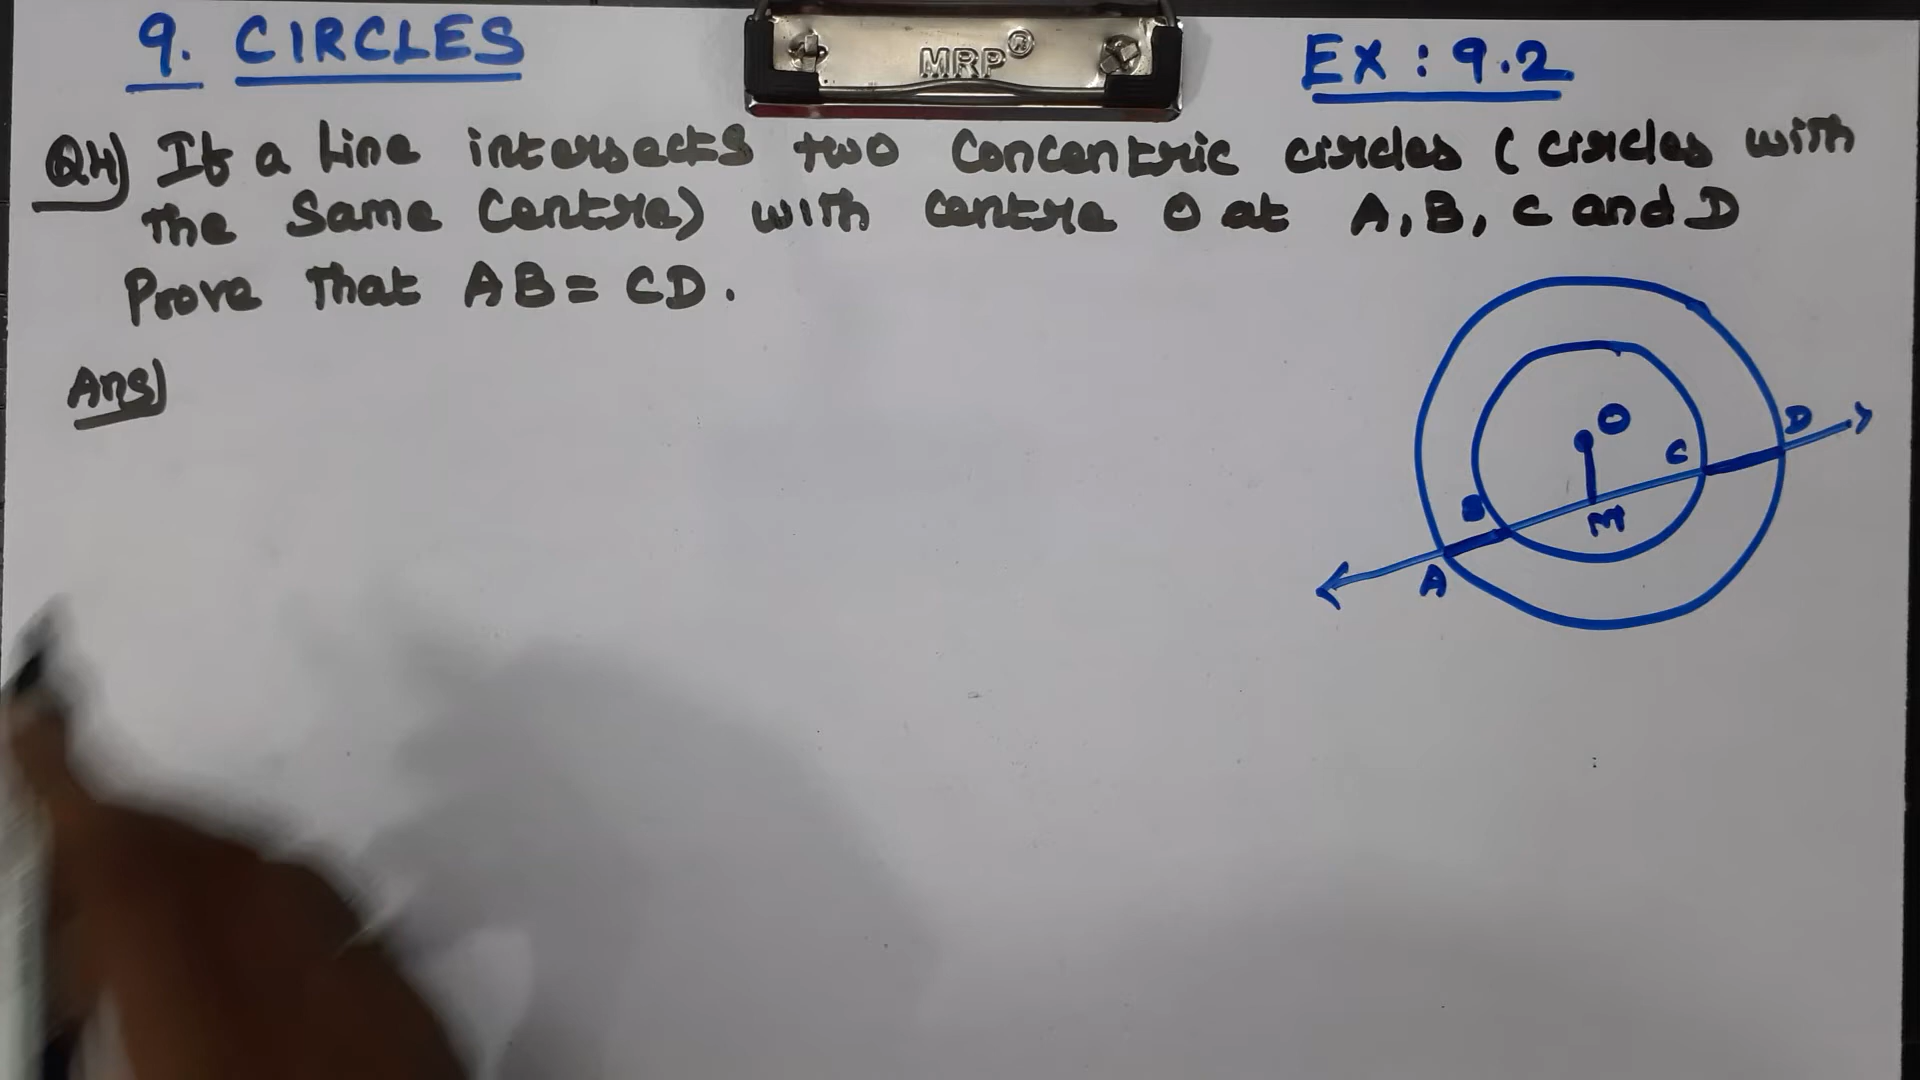 9. CIRCLES
MRP®
EX : 9.2
Q4) If a line intersects two concentric circles (circles with
the same centre) with centre O at A, B, C and D
Prove that AB = CD.
Ans)
O
D
C
B
M
A